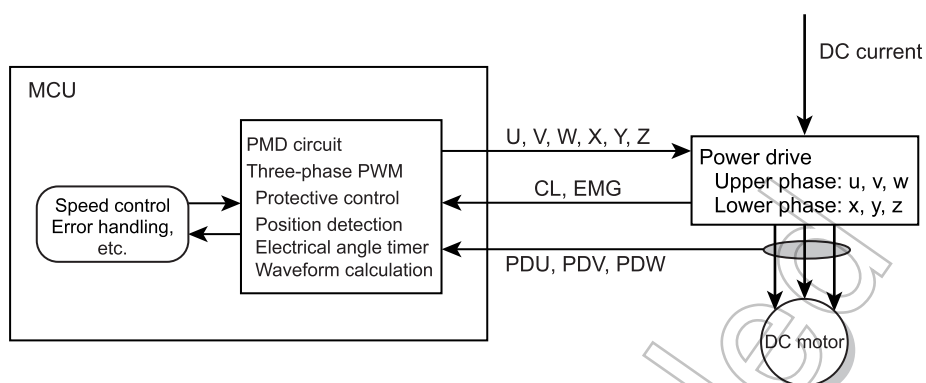 DC current
MCU
PMD circuit
Three-phase PWM
Protective control
Position detection
Electrical angle timer
Waveform calculation
Speed control
Error handling,
etc.
U, V, W, X, Y, Z
CL, EMG
PDU, PDV, PDW
Power drive
Upper phase: u, v, w
Lower phase: x, y, z
DC motor